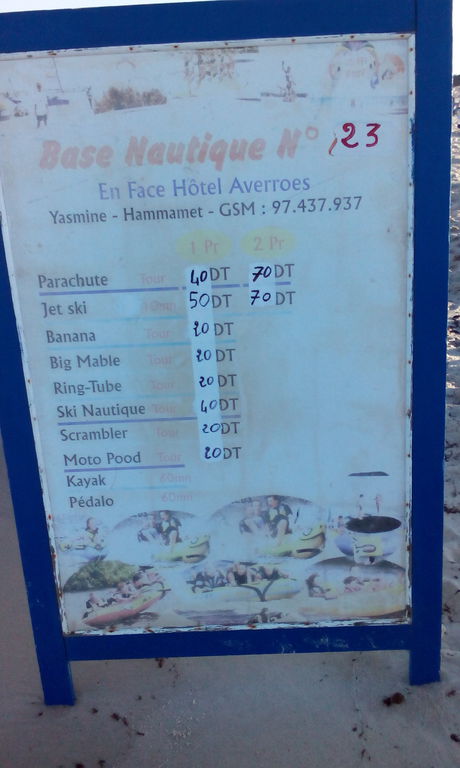 Base Nautique N° 23
En Face Hôtel Averroes
Yasmine - Hammamet - GSM : 97.437.937
1 Pr 2 Pr
Parachute Tour 40DT 70DT
Jet ski 10mn 50DT 70DT
Banana Tour 20DT
Big Mable Tour 20DT
Ring-Tube Tour 20DT
Ski Nautique Tour 40DT
Scrambler Tour 20DT
Moto Pood Tour 20DT
Kayak 60mn
Pédalo 60mn